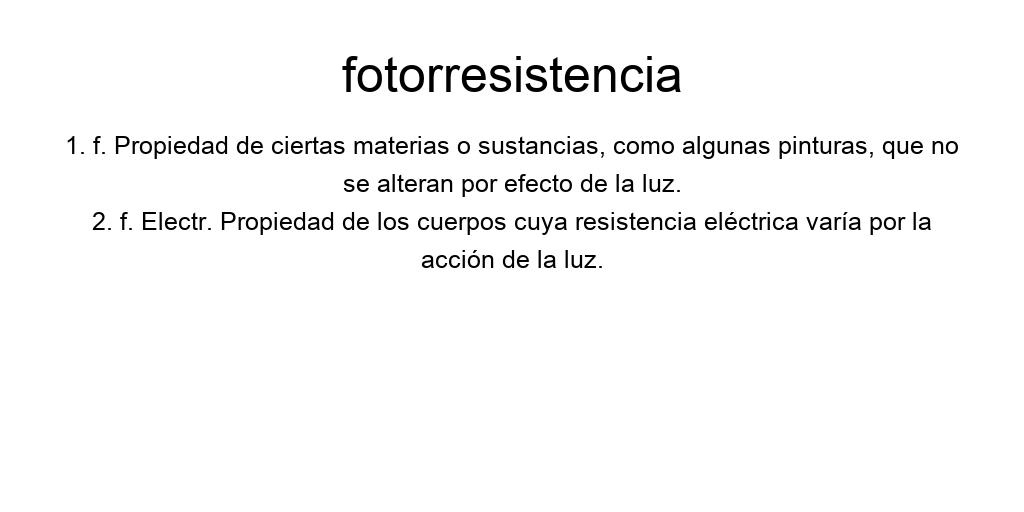 fotorresistencia
1. f. Propiedad de ciertas materias o sustancias, como algunas pinturas, que no
se alteran por efecto de la luz.
2. f. Electr. Propiedad de los cuerpos cuya resistencia eléctrica varía por la
acción de la luz.